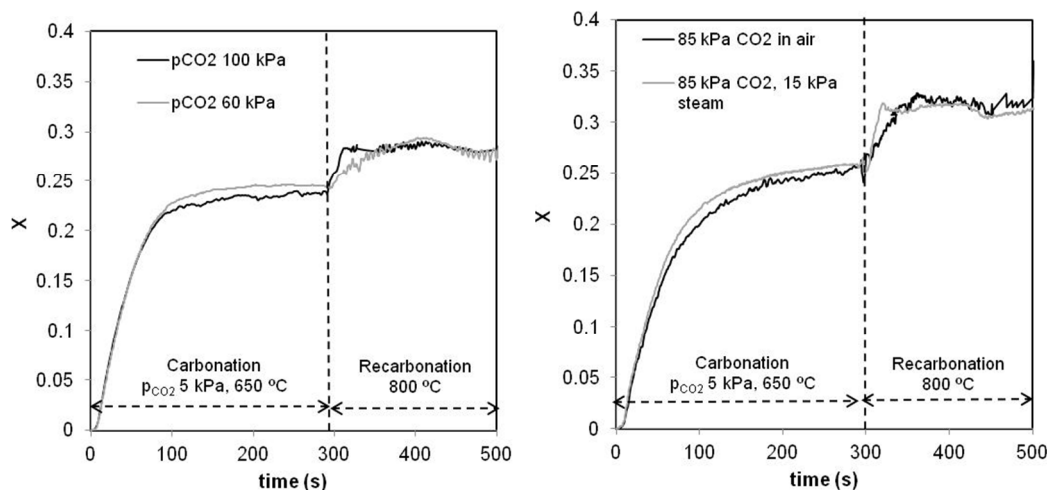 0.4
0.35
0.3
0.25
0.2
0.15
0.1
0.05
0
X
pCO2 100 kPa
pCO2 60 kPa
Carbonation
pCO2 5 kPa, 650 ºC
Recarbonation
800 ºC
0 100 200 300 400 500
time (s)
0.4
0.35
0.3
0.25
0.2
0.15
0.1
0.05
0
X
85 kPa CO2 in air
85 kPa CO2, 15 kPa
steam
Carbonation
pCO2 5 kPa, 650 ºC
Recarbonation
800 ºC
0 100 200 300 400 500
time (s)